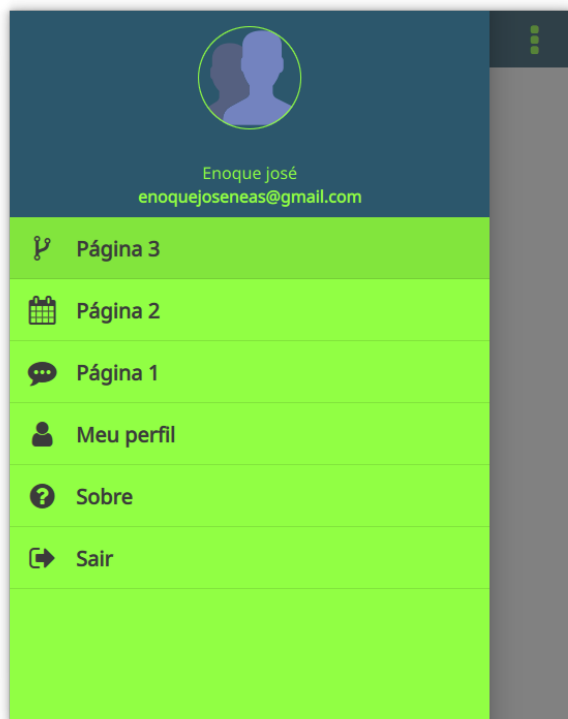 Enoque josé
enoquejoseneas@gmail.com
Página 3
Página 2
Página 1
Meu perfil
Sobre
Sair